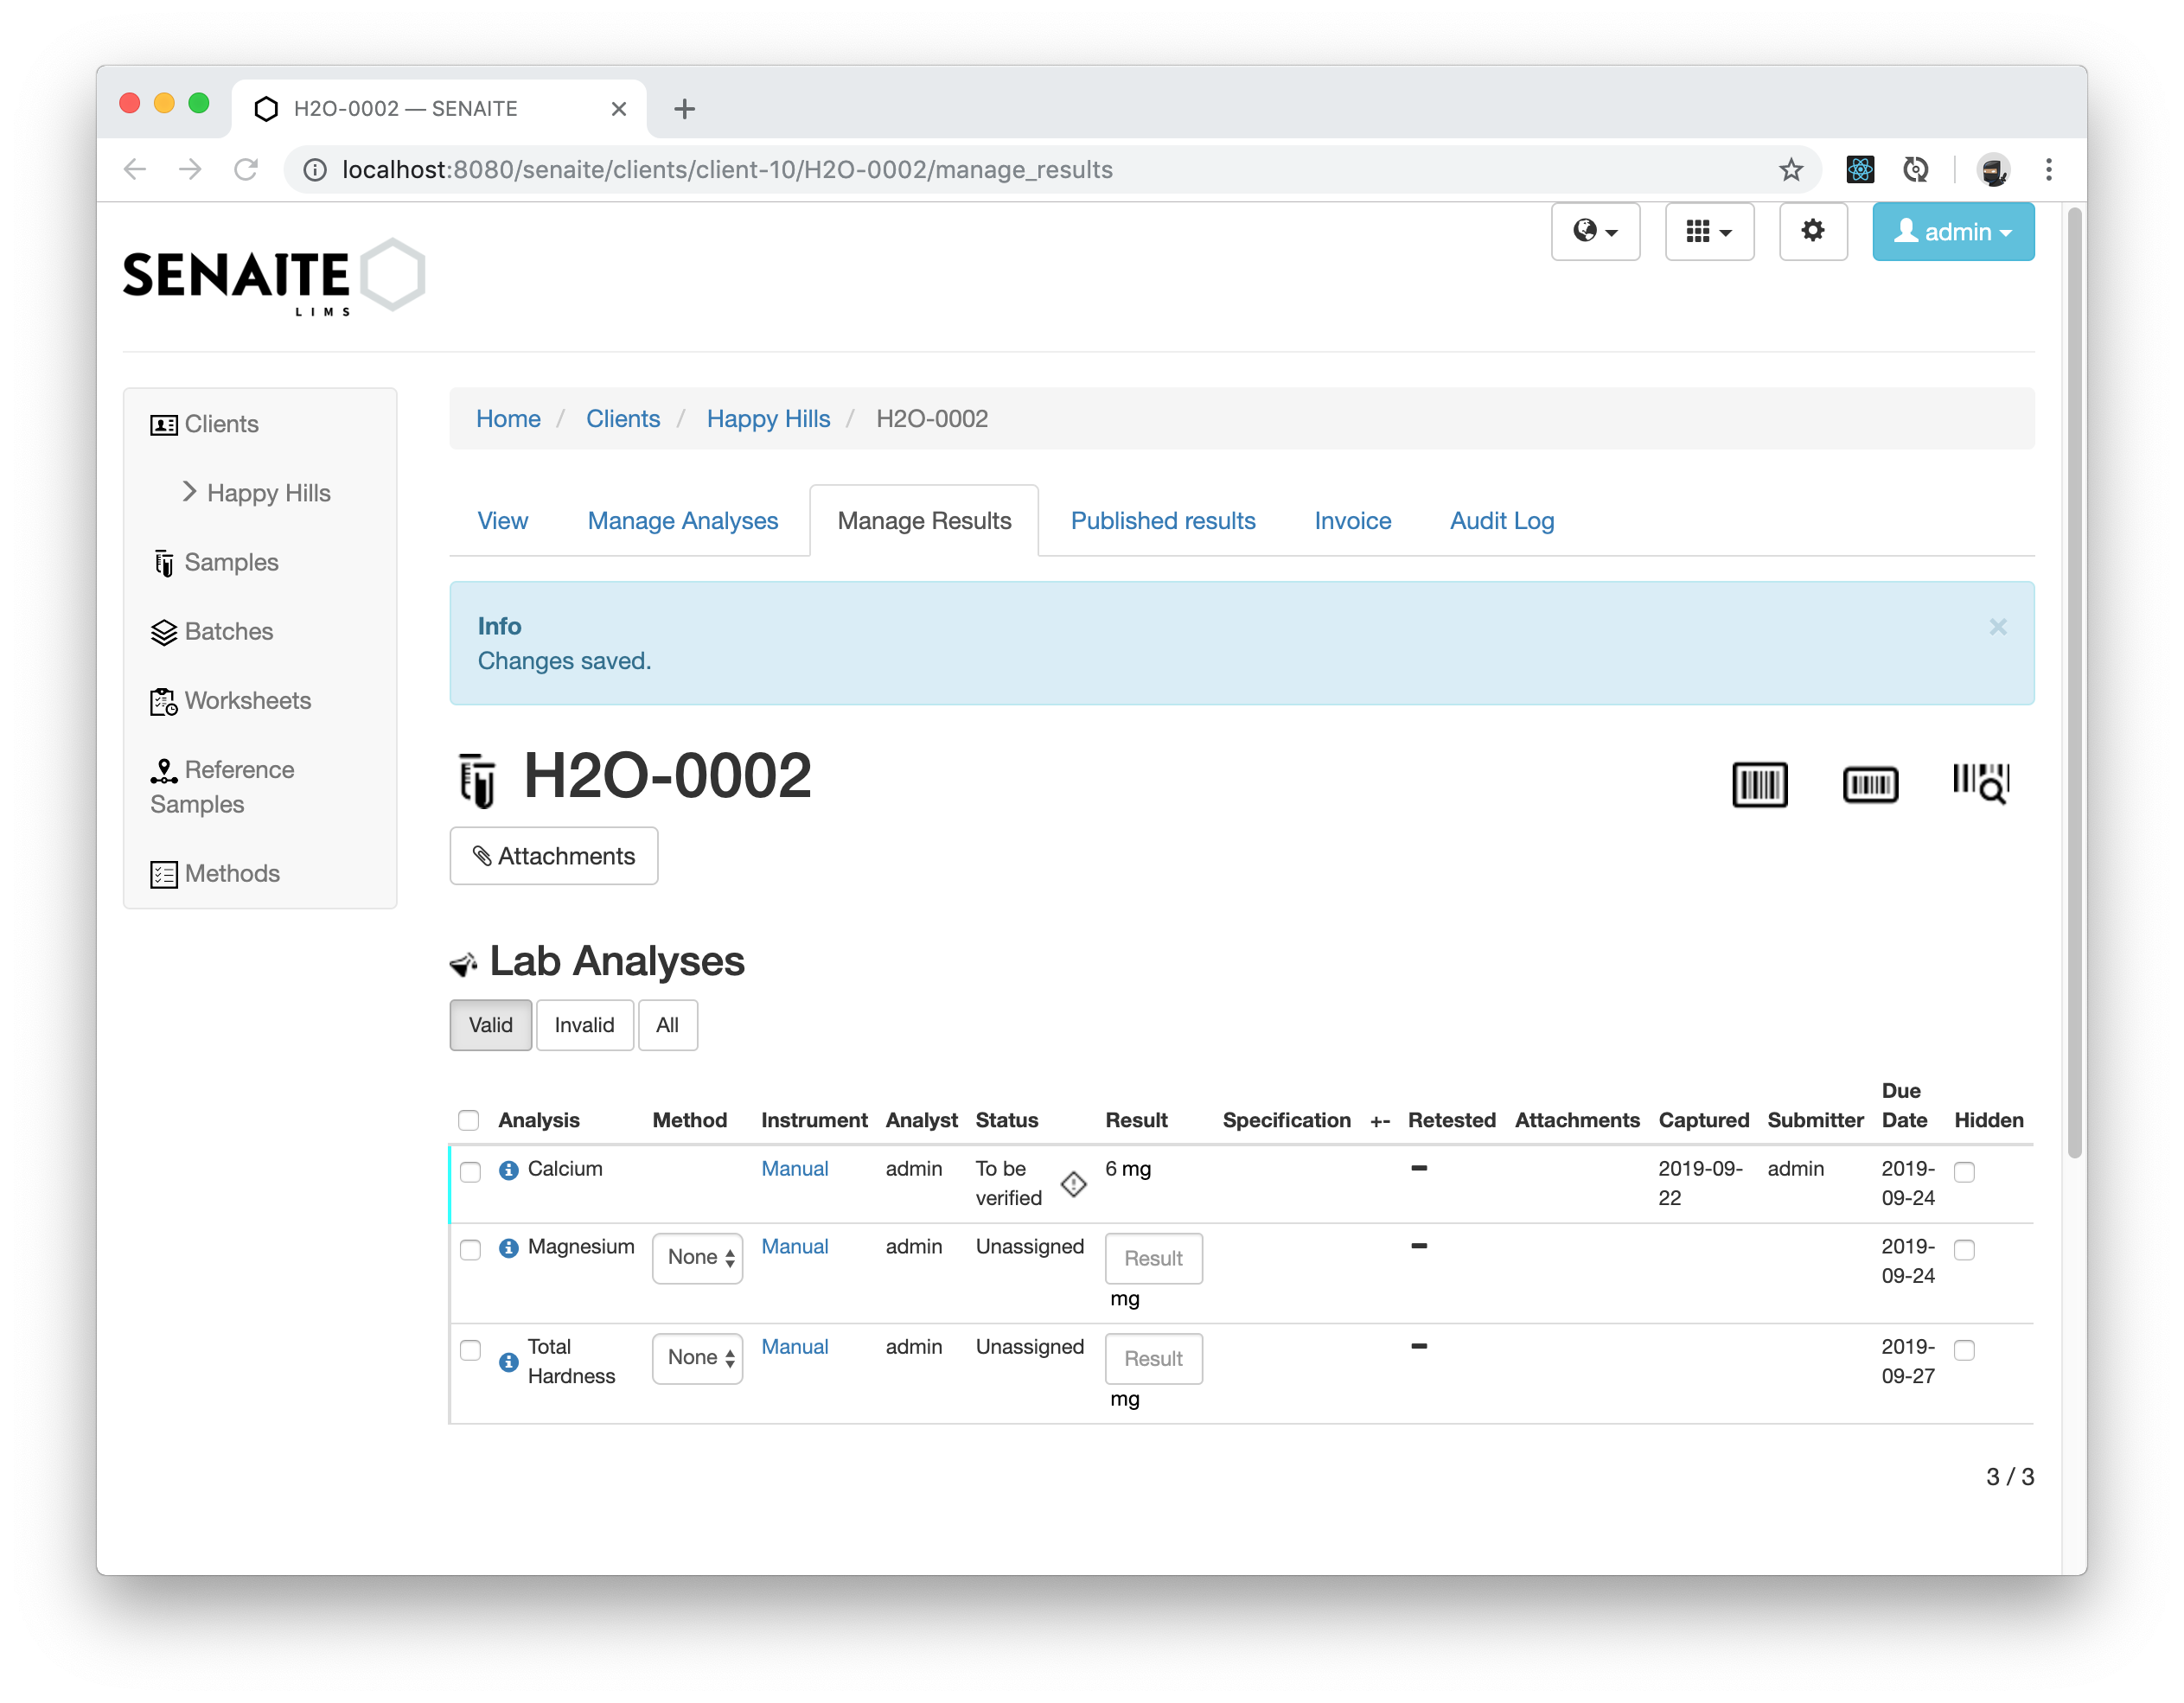 H2O-0002 — SENAITE
localhost:8080/senaite/clients/client-10/H2O-0002/manage_results
admin
SENAITE
LIMS
Clients
Happy Hills
Samples
Batches
Worksheets
Reference
Samples
Methods
Home / Clients / Happy Hills / H2O-0002
View Manage Analyses Manage Results Published results Invoice Audit Log
Info
×
Changes saved.
H2O-0002
Attachments
Lab Analyses
Valid Invalid All
Analysis Method Instrument Analyst Status Result Specification +- Retested Attachments Captured Submitter Due Date Hidden
Calcium Manual admin To be verified 6 mg 2019-09-22 admin 2019-09-24
Magnesium None Manual admin Unassigned Result mg 2019-09-24
Total Hardness None Manual admin Unassigned Result mg 2019-09-27
3 / 3